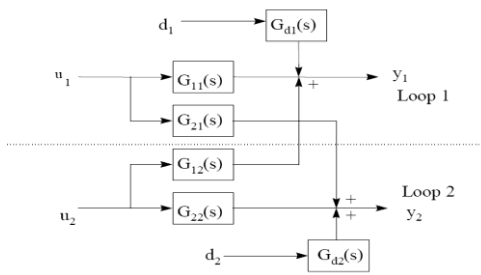 d1 Gd1(s)
u1 G11(s) + y1
Loop 1
G21(s)
G12(s)
+ Loop 2
u2 G22(s) + y2
d2 Gd2(s)